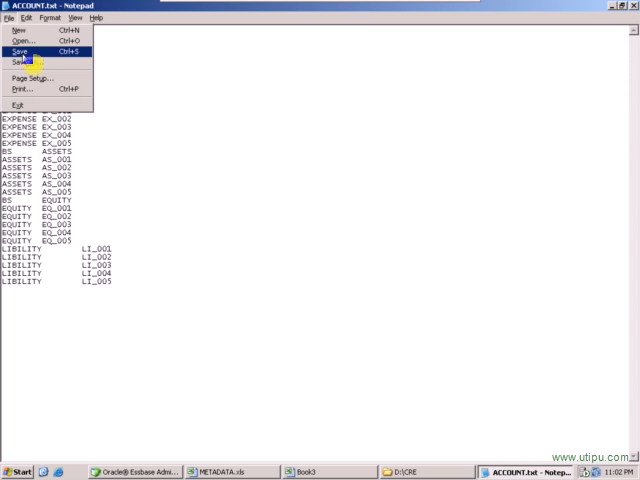 ACCOUNT.txt - Notepad
File Edit Format View Help
New Ctrl+N
Open... Ctrl+O
Save Ctrl+S
Page Setup...
Print... Ctrl+P
Exit
EXPENSE EX_002
EXPENSE EX_003
EXPENSE EX_004
EXPENSE EX_005
BS ASSETS
ASSETS AS_001
ASSETS AS_002
ASSETS AS_003
ASSETS AS_004
ASSETS AS_005
BS EQUITY
EQUITY EQ_001
EQUITY EQ_002
EQUITY EQ_003
EQUITY EQ_004
EQUITY EQ_005
LIBILITY LI_001
LIBILITY LI_002
LIBILITY LI_003
LIBILITY LI_004
LIBILITY LI_005
www.utipu.com
Start Oracle® Essbase Admi... METADATA.xls Book3 D:\CRE ACCOUNT.txt - Notep... 11:02 PM